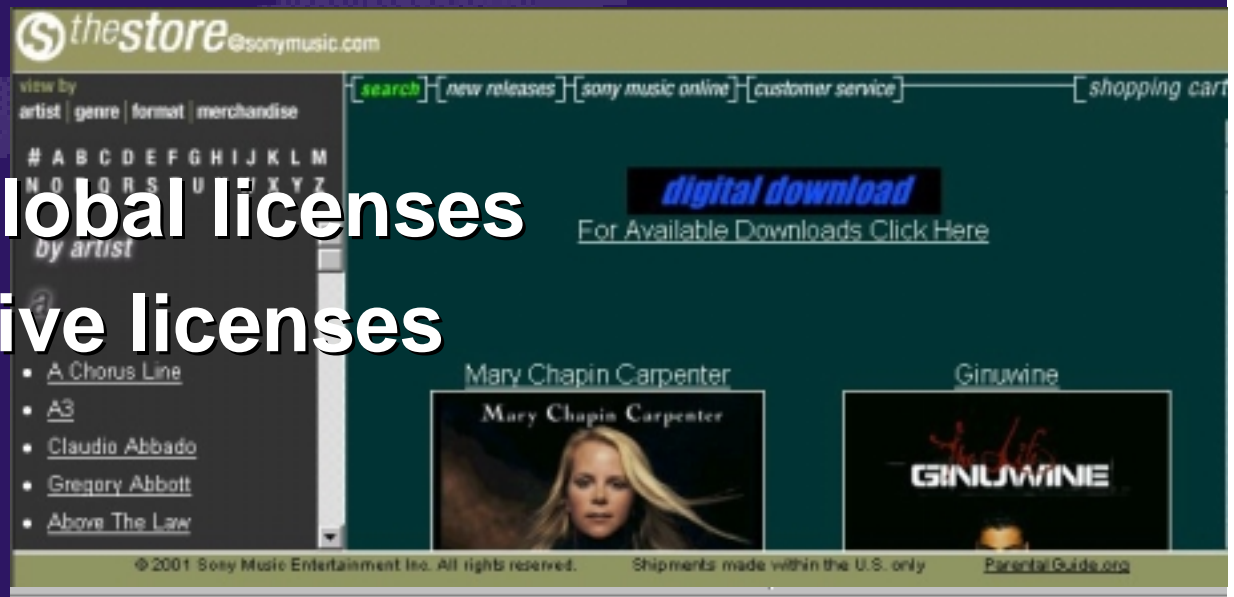 thestore@sonymusic.com
view by
artist | genre | format | merchandise
[search] [new releases] [sony music online] [customer service] [shopping cart
# A B C D E F G H I J K L M
N O P Q R S T U V W X Y Z
lobal licenses
by artist
a
ive licenses
• A Chorus Line
• A3
• Claudio Abbado
• Gregory Abbott
• Above The Law
digital download
For Available Downloads Click Here
Mary Chapin Carpenter
Mary Chapin Carpenter
Ginuwine
the Life
GINUWINE
© 2001 Sony Music Entertainment Inc. All rights reserved. Shipments made within the U.S. only ParentalGuide.org